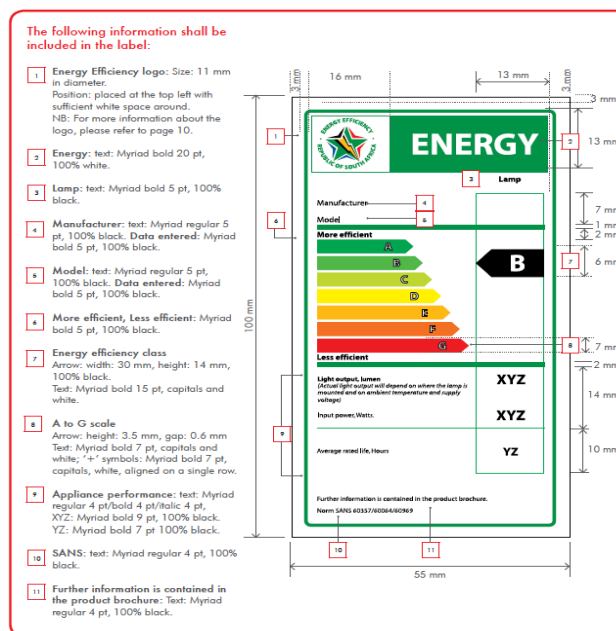 The following information shall be
included in the label:
1
Energy Efficiency logo: Size: 11 mm
in diameter.
Position: placed at the top left with
sufficient white space around.
NB: For more information about the
logo, please refer to page 10.
2
Energy: text: Myriad bold 20 pt,
100% white.
3
Lamp: text: Myriad bold 5 pt, 100%
black.
4
Manufacturer: text: Myriad regular 5
pt, 100% black. Data entered: Myriad
bold 5 pt, 100% black.
5
Model: text: Myriad regular 5 pt,
100% black. Data entered: Myriad
bold 5 pt, 100% black.
6
More efficient, Less efficient: Myriad
bold 5 pt, 100% black.
7
Energy efficiency class
Arrow: width: 30 mm, height: 14 mm,
100% black.
Text: Myriad bold 15 pt, capitals and
white.
8
A to G scale
Arrow: height: 3.5 mm, gap: 0.6 mm
Text: Myriad bold 7 pt, capitals and
white; '+' symbols: Myriad bold 7 pt,
capitals, white, aligned on a single row.
9
Appliance performance: text: Myriad
regular 4 pt/bold 4 pt/italic 4 pt,
XYZ: Myriad bold 9 pt, 100% black.
YZ: Myriad bold 7 pt 100% black.
10
SANS: text: Myriad regular 4 pt, 100%
black.
11
Further information is contained in
the product brochure: Text: Myriad
regular 4 pt, 100% black.
3 mm
16 mm
13 mm
3 mm
3 mm
ENERGY EFFICIENCY
REPUBLIC OF SOUTH AFRICA
ENERGY
1
2
13 mm
3
Lamp
Manufacturer
4
7 mm
Model
5
6
1 mm
More efficient
2 mm
A
B
B
7
6 mm
C
D
E
F
G
8
7 mm
Less efficient
2 mm
100 mm
Light output, lumen
XYZ
(Actual light output will depend on where the lamp is
mounted and on ambient temperature and supply
voltage)
14 mm
Input power, Watts.
XYZ
9
Average rated life, Hours
YZ
10 mm
Further information is contained in the product brochure.
Norm SANS 60357/60064/60969
10
11
55 mm